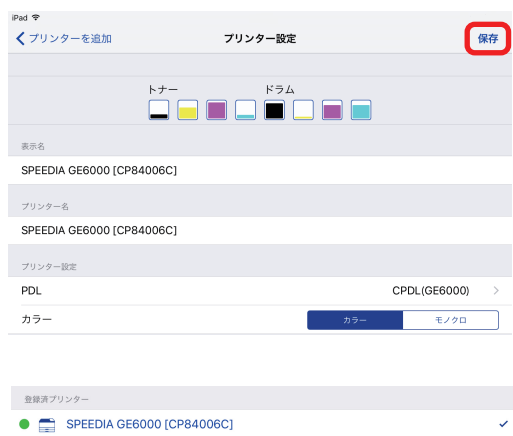 iPad
プリンターを追加 プリンター設定 保存
トナー ドラム
表示名
SPEEDIA GE6000 [CP84006C]
プリンター名
SPEEDIA GE6000 [CP84006C]
プリンター設定
PDL CPDL(GE6000)
カラー カラー モノクロ
登録済プリンター
SPEEDIA GE6000 [CP84006C]